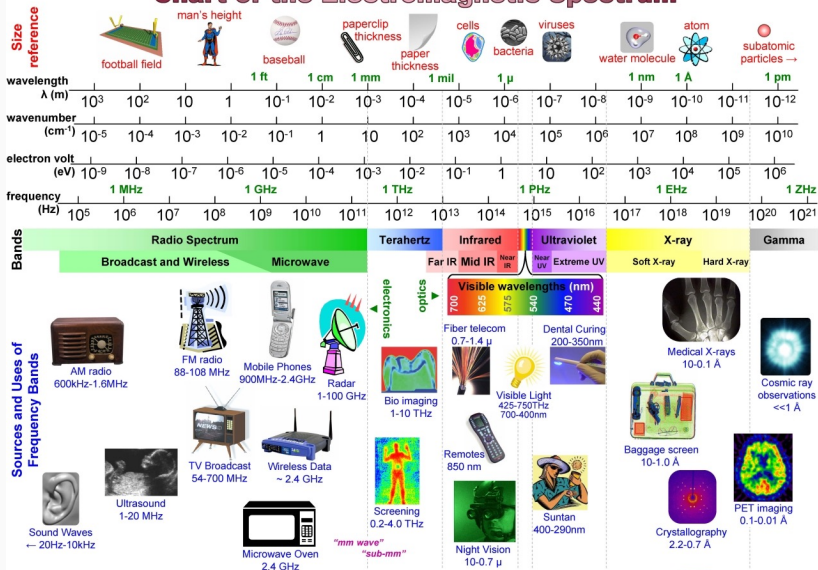 Chart of the Electromagnetic Spectrum
Size reference
football field
man's height
baseball
paperclip thickness
paper thickness
cells
bacteria
viruses
water molecule
atom
subatomic particles →
1 ft 1 cm 1 mm 1 mil 1 μ 1 nm 1 Å 1 pm
wavelength λ (m)
10³ 10² 10 1 10⁻¹ 10⁻² 10⁻³ 10⁻⁴ 10⁻⁵ 10⁻⁶ 10⁻⁷ 10⁻⁸ 10⁻⁹ 10⁻¹⁰ 10⁻¹¹ 10⁻¹²
wavenumber (cm⁻¹)
10⁻⁵ 10⁻⁴ 10⁻³ 10⁻² 10⁻¹ 1 10 10² 10³ 10⁴ 10⁵ 10⁶ 10⁷ 10⁸ 10⁹ 10¹⁰
electron volt (eV)
10⁻⁹ 10⁻⁸ 10⁻⁷ 10⁻⁶ 10⁻⁵ 10⁻⁴ 10⁻³ 10⁻² 10⁻¹ 1 10 10² 10³ 10⁴ 10⁵ 10⁶
1 MHz 1 GHz 1 THz 1 PHz 1 EHz 1 ZHz
frequency (Hz)
10⁵ 10⁶ 10⁷ 10⁸ 10⁹ 10¹⁰ 10¹¹ 10¹² 10¹³ 10¹⁴ 10¹⁵ 10¹⁶ 10¹⁷ 10¹⁸ 10¹⁹ 10²⁰ 10²¹
Bands
Radio Spectrum Terahertz Infrared Ultraviolet X-ray Gamma
Broadcast and Wireless Microwave Far IR Mid IR Near IR Near UV Extreme UV Soft X-ray Hard X-ray
electronics
optics
Visible wavelengths (nm)
700 625 575 540 470 440
Sources and Uses of Frequency Bands
AM radio
600kHz-1.6MHz
FM radio
88-108 MHz
Mobile Phones
900MHz-2.4GHz
Radar
1-100 GHz
Bio imaging
1-10 THz
Fiber telecom
0.7-1.4 μ
Dental Curing
200-350nm
Visible Light
425-750THz
700-400nm
Medical X-rays
10-0.1 Å
Cosmic ray
observations
<<1 Å
NEWS
TV Broadcast
54-700 MHz
Wireless Data
~ 2.4 GHz
Remotes
850 nm
Baggage screen
10-1.0 Å
Sound Waves
← 20Hz-10kHz
Ultrasound
1-20 MHz
Microwave Oven
2.4 GHz
"mm wave"
"sub-mm"
Screening
0.2-4.0 THz
Night Vision
10-0.7 μ
Suntan
400-290nm
Crystallography
2.2-0.7 Å
PET imaging
0.1-0.01 Å